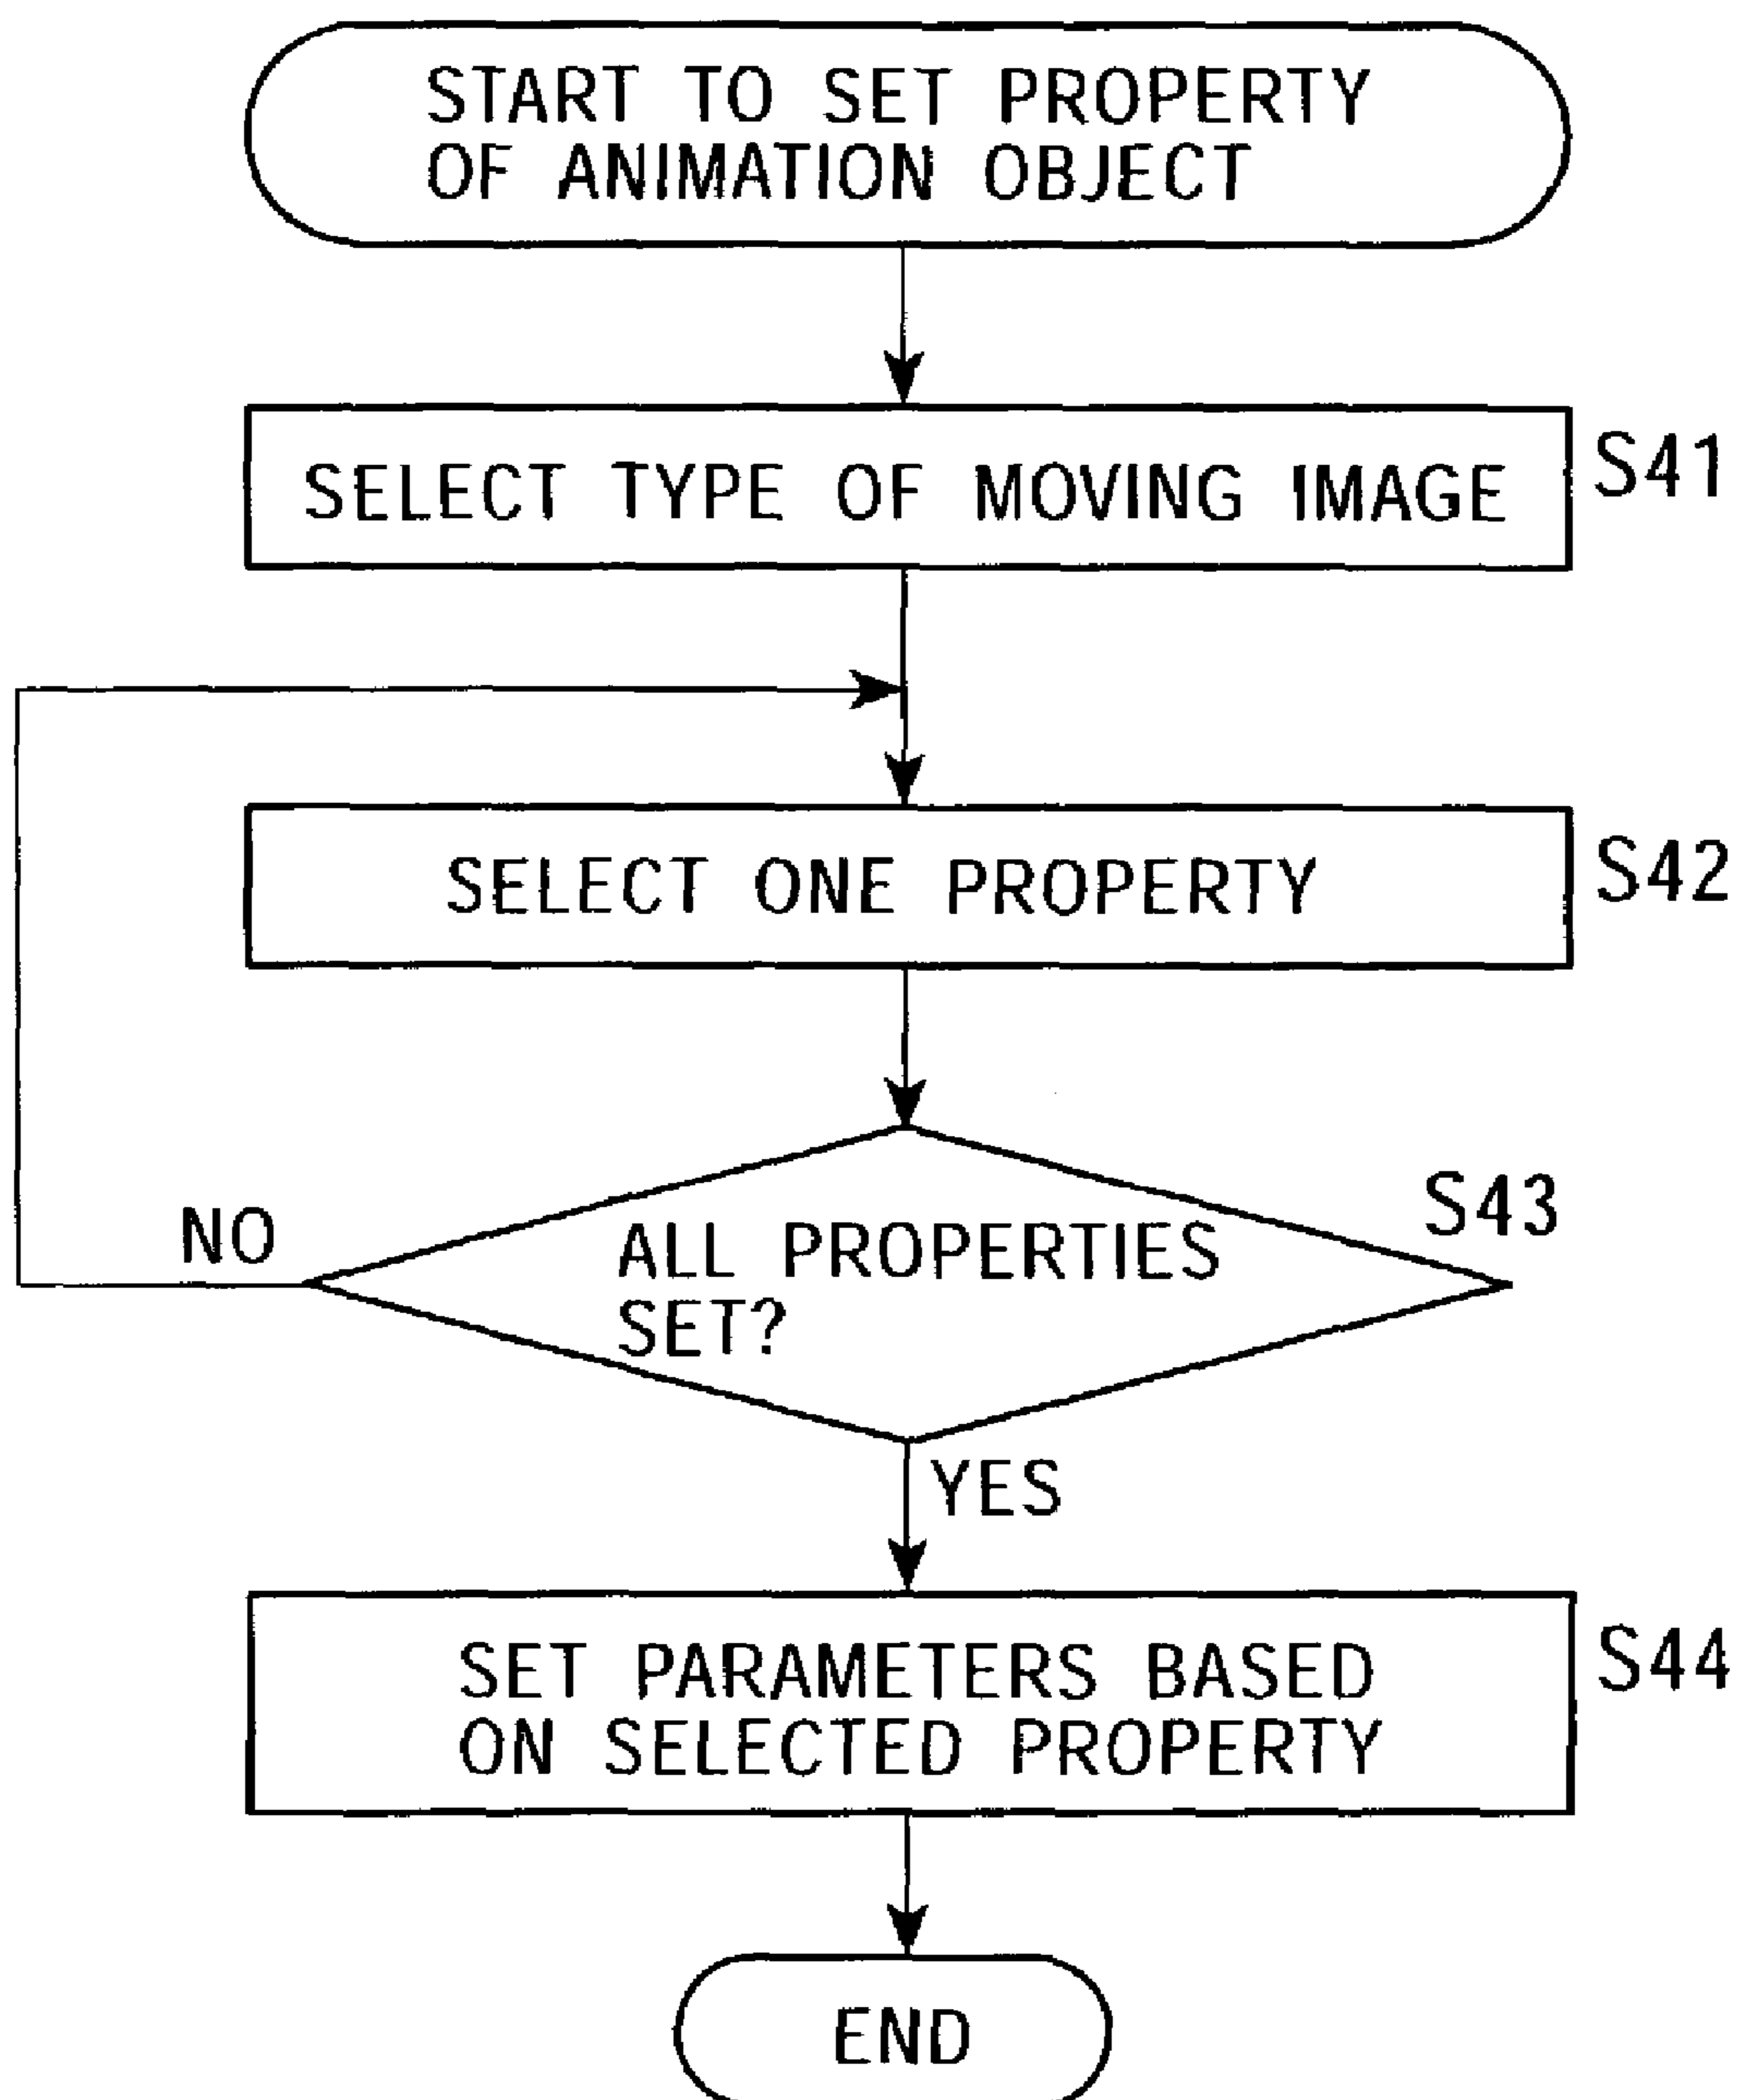 START TO SET PROPERTY
OF ANIMATION OBJECT
SELECT TYPE OF MOVING IMAGE
S41
SELECT ONE PROPERTY
S42
S43
NO
ALL PROPERTIES
SET?
YES
SET PARAMETERS BASED
ON SELECTED PROPERTY
S44
END